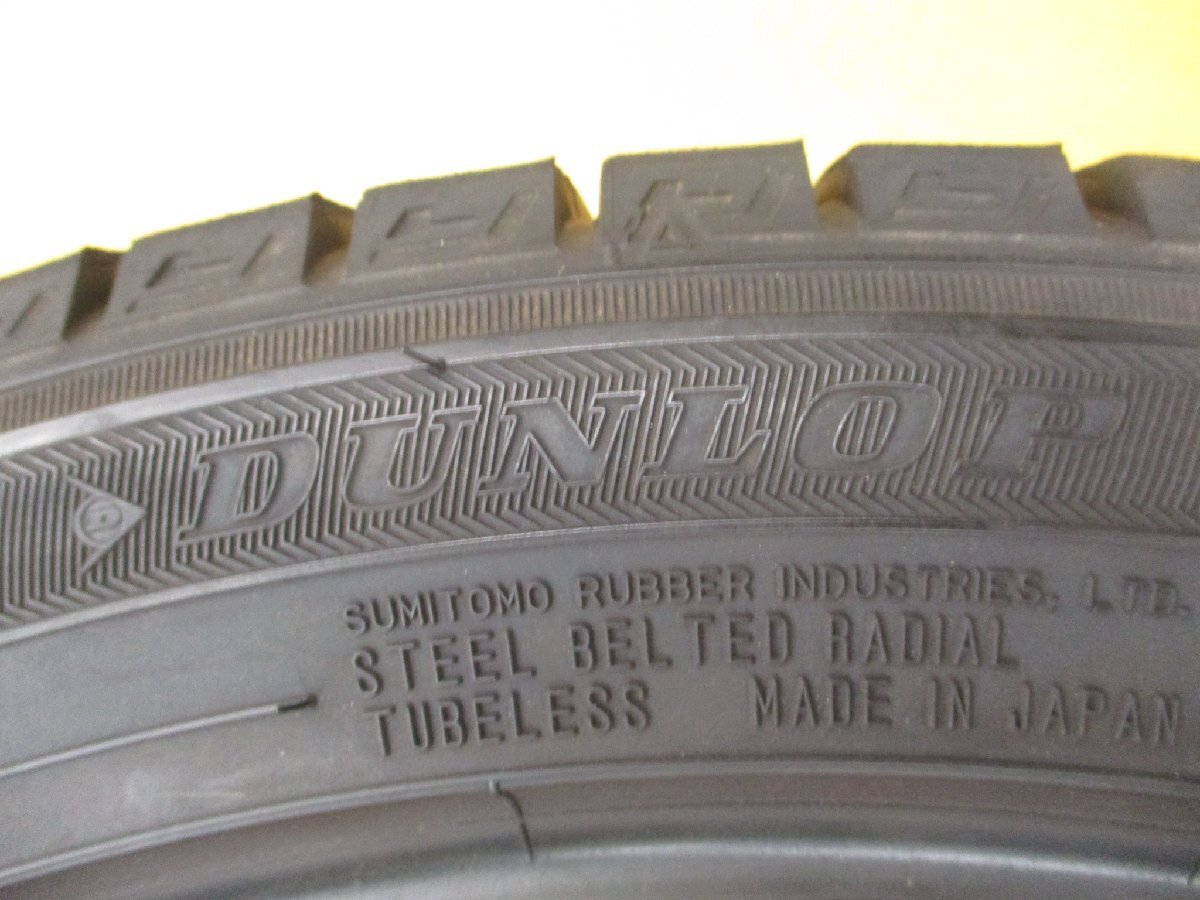 DUNLOP
SUMITOMO RUBBER INDUSTRIES, LTD.
STEEL BELTED RADIAL
TUBELESS MADE IN JAPAN